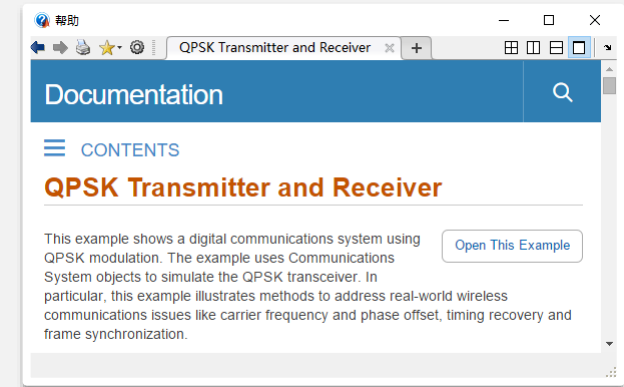 帮助
QPSK Transmitter and Receiver
Documentation
CONTENTS
QPSK Transmitter and Receiver
This example shows a digital communications system using
QPSK modulation. The example uses Communications
System objects to simulate the QPSK transceiver. In
particular, this example illustrates methods to address real-world wireless
communications issues like carrier frequency and phase offset, timing recovery and
frame synchronization.
Open This Example